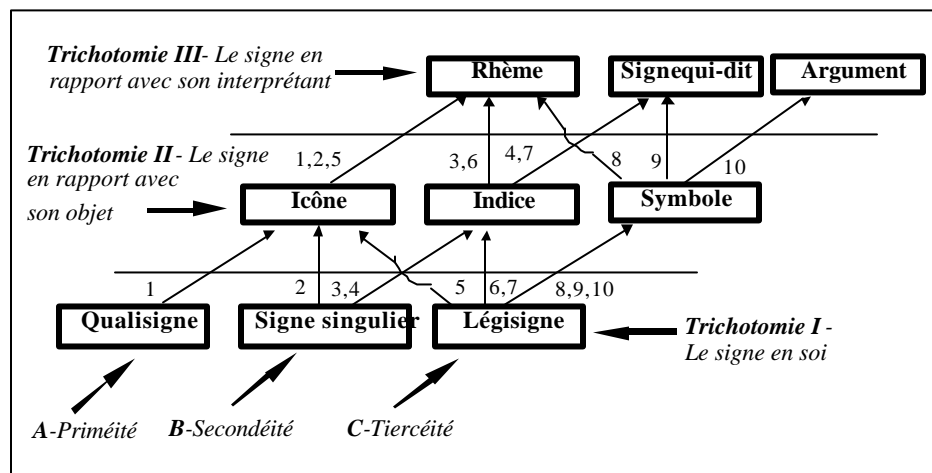 Trichotomie III- Le signe en
rapport avec son interprétant
Rhème
Signequi-dit
Argument
Trichotomie II - Le signe
en rapport avec
son objet
1,2,5
3,6
4,7
8
9
10
Icône
Indice
Symbole
1
2
3,4
5
6,7
8,9,10
Qualisigne
Signe singulier
Légisigne
Trichotomie I -
Le signe en soi
A-Priméité
B-Secondéité
C-Tiercéité